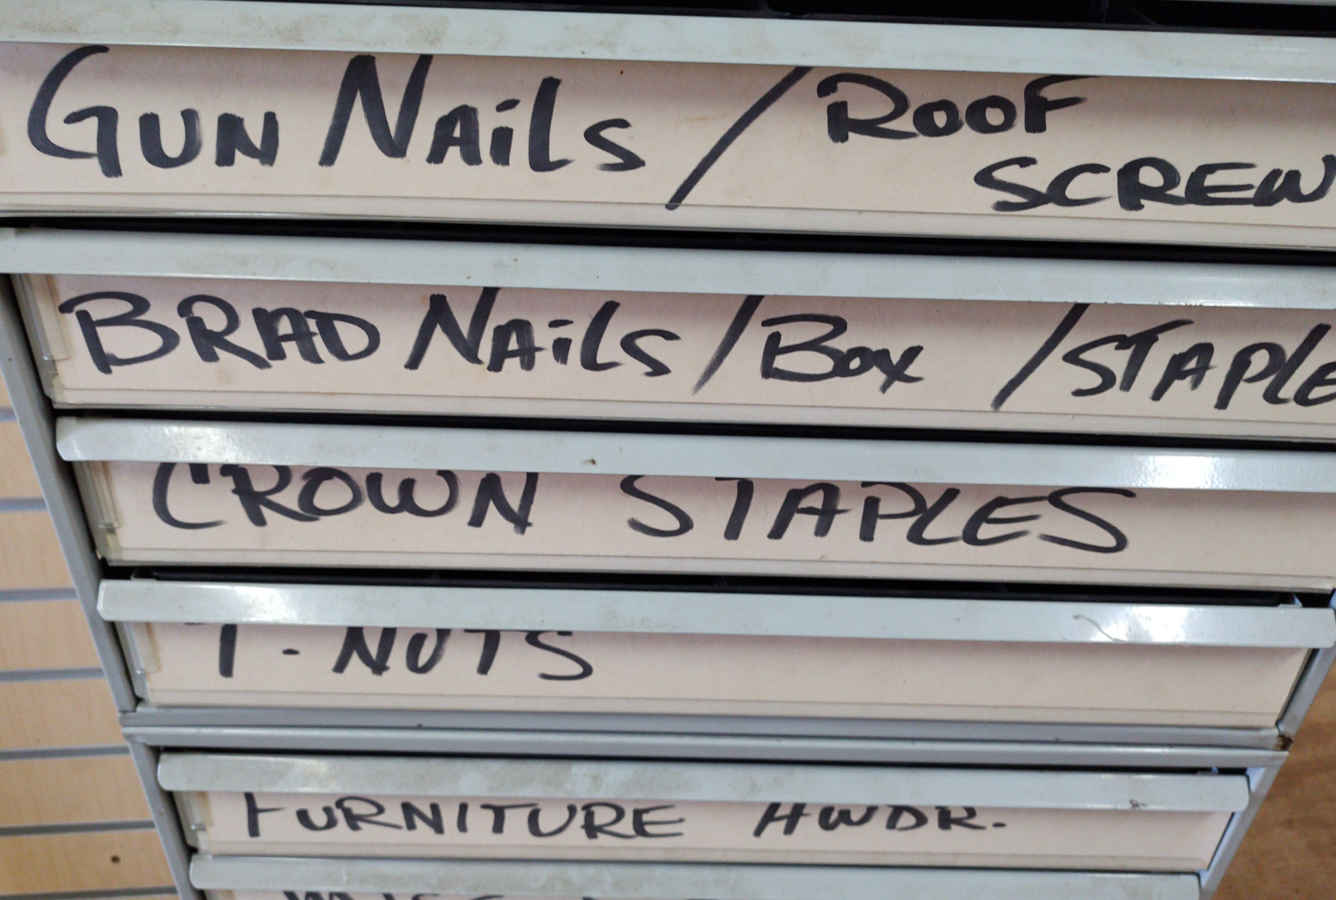 GUN NAiLS / ROOF
SCREW
BRAD NAiLS / BOX / STAPLE
CROWN STAPLES
T-NUTS
FURNITURE HWDR.